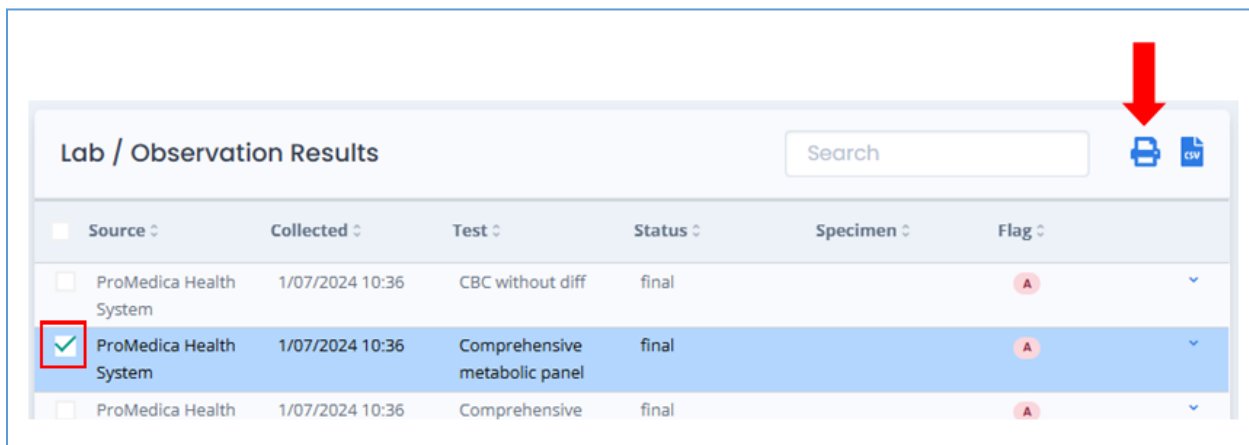 Lab / Observation Results
Search
CSV
Source Collected Test Status Specimen Flag
ProMedica Health 1/07/2024 10:36 CBC without diff final A
System
ProMedica Health 1/07/2024 10:36 Comprehensive final A
System metabolic panel
ProMedica Health 1/07/2024 10:36 Comprehensive final A